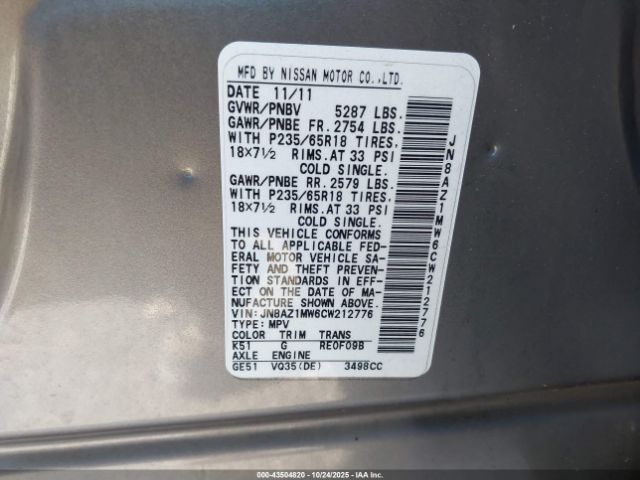 MFD BY NISSAN MOTOR CO.,LTD.
DATE 11/11
GVWR/PNBV 5287 LBS.
GAWR/PNBE FR. 2754 LBS.
WITH P235/65R18 TIRES,
18×7½ RIMS.AT 33 PSI
COLD SINGLE.
GAWR/PNBE RR. 2579 LBS.
WITH P235/65R18 TIRES,
18×7½ RIMS.AT 33 PSI
COLD SINGLE.
THIS VEHICLE CONFORMS
TO ALL APPLICABLE FED-
ERAL MOTOR VEHICLE SA-
FETY AND THEFT PREVEN-
TION STANDARDS IN EFF-
ECT ON THE DATE OF MA-
NUFACTURE SHOWN ABOVE.
VIN:JN8AZ1MW6CW212776
TYPE:MPV
COLOR TRIM TRANS
K51 G RE0F09B
AXLE ENGINE
GE51 VQ35(DE) 3498CC
JN8AZ1MW6CW212776
000-43504820 • 10/24/2025 • IAAI.COM